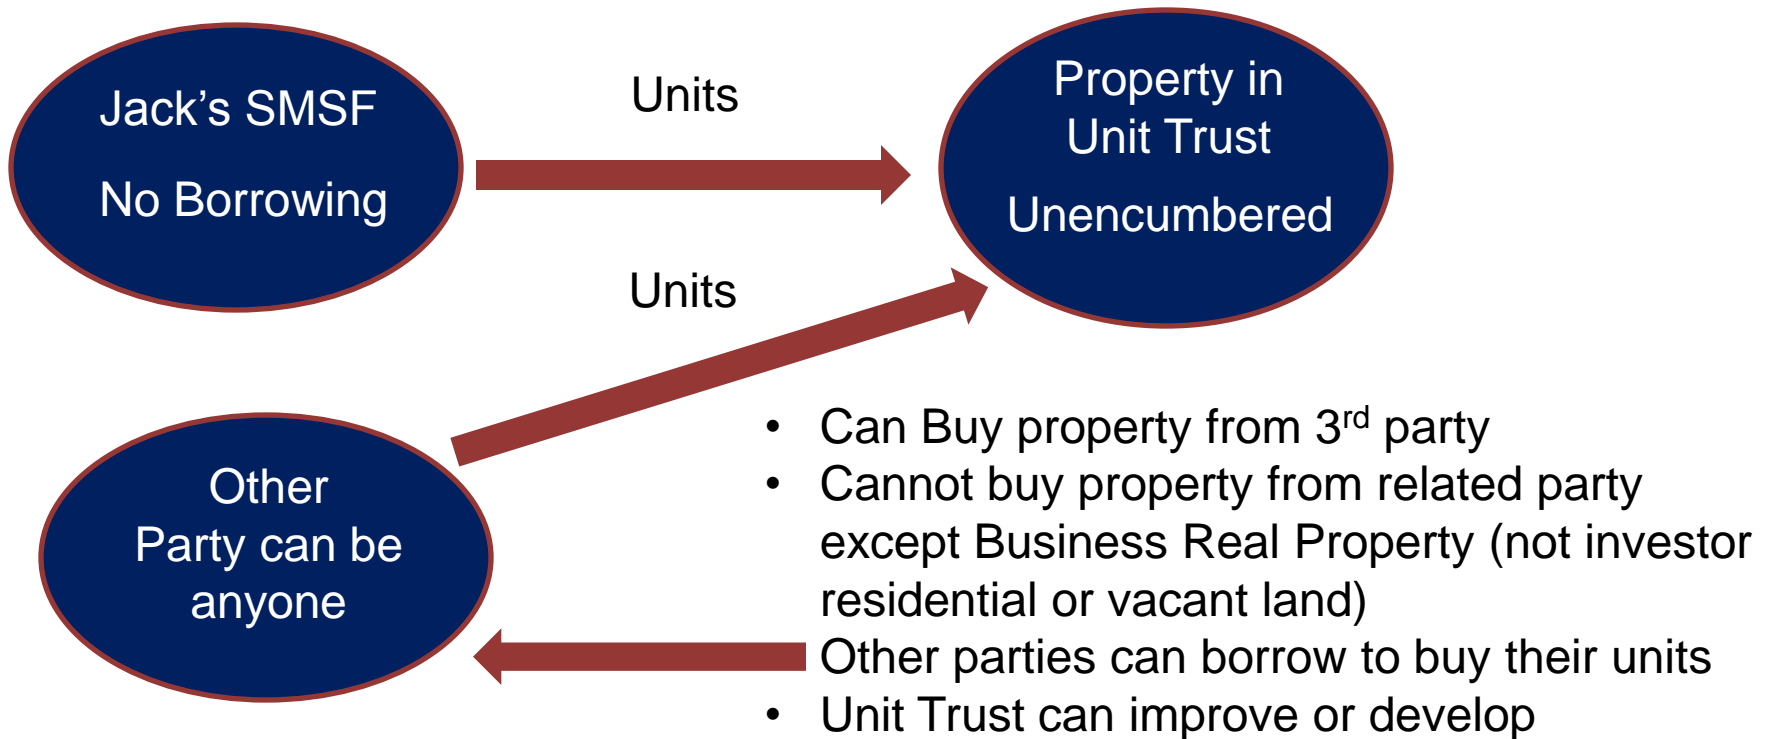 Jack’s SMSF
No Borrowing
Units
Property in
Unit Trust
Unencumbered
Units
Other
Party can be
anyone
• Can Buy property from 3rd party
• Cannot buy property from related party
except Business Real Property (not investor
residential or vacant land)
Other parties can borrow to buy their units
• Unit Trust can improve or develop